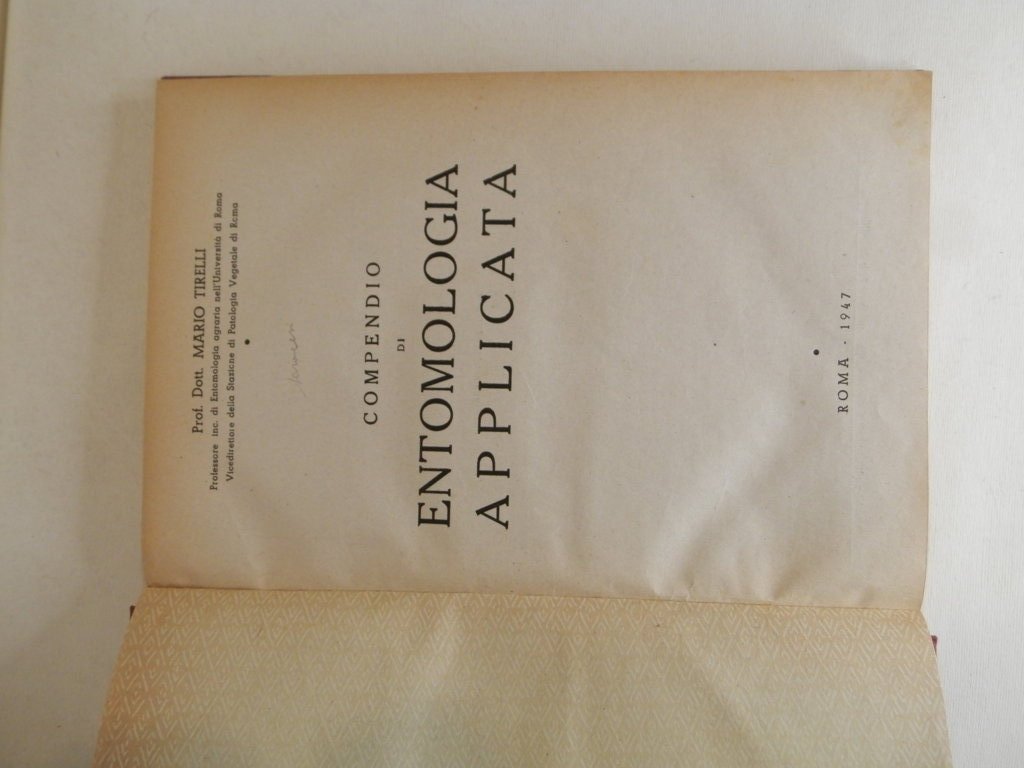 Prof. Dott. MARIO TIRELLI
Professore inc. di Entomologia agraria nell'Università di Roma
Vicedirettore della Stazione di Patologia Vegetale di Roma
COMPENDIO
DI
ENTOMOLOGIA
APPLICATA
ROMA - 1947